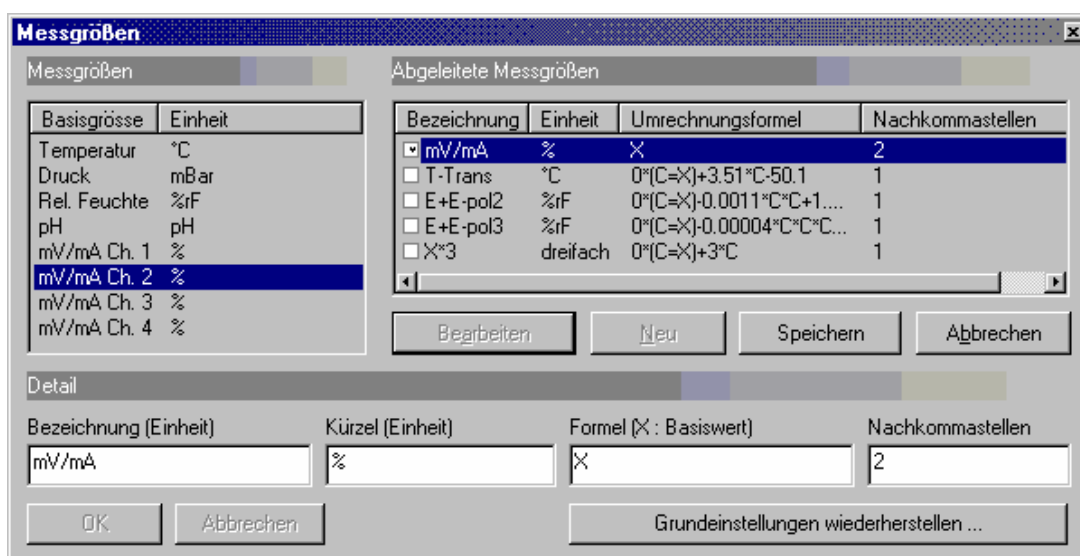 Messgrößen
Messgrößen
Basisgrösse Einheit
Temperatur °C
Druck mBar
Rel. Feuchte %rF
pH pH
mV/mA Ch. 1 %
mV/mA Ch. 2 %
mV/mA Ch. 3 %
mV/mA Ch. 4 %
Abgeleitete Messgrößen
Bezeichnung Einheit Umrechnungsformel Nachkommastellen
mV/mA % X 2
T-Trans °C 0*(C=X)+3.51*C-50.1 1
E+E-pol2 %rF 0*(C=X)-0.0011*C*C+1.... 1
E+E-pol3 %rF 0*(C=X)-0.00004*C*C*C... 1
X*3 dreifach 0*(C=X)+3*C 1
Bearbeiten Neu Speichern Abbrechen
Detail
Bezeichnung (Einheit) Kürzel (Einheit) Formel (X : Basiswert) Nachkommastellen
mV/mA % X 2
OK Abbrechen Grundeinstellungen wiederherstellen ...